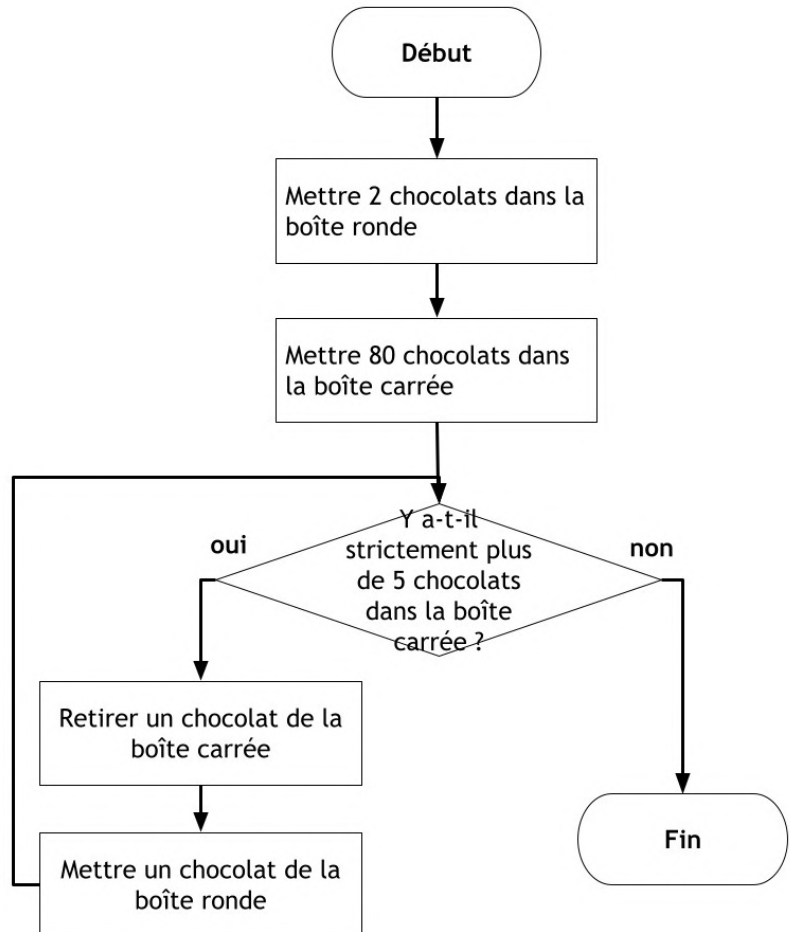 Début
Mettre 2 chocolats dans la
boîte ronde
Mettre 80 chocolats dans
la boîte carrée
Y a-t-il
strictement plus
de 5 chocolats
dans la boîte
carrée ?
oui
non
Retirer un chocolat de la
boîte carrée
Mettre un chocolat de la
boîte ronde
Fin